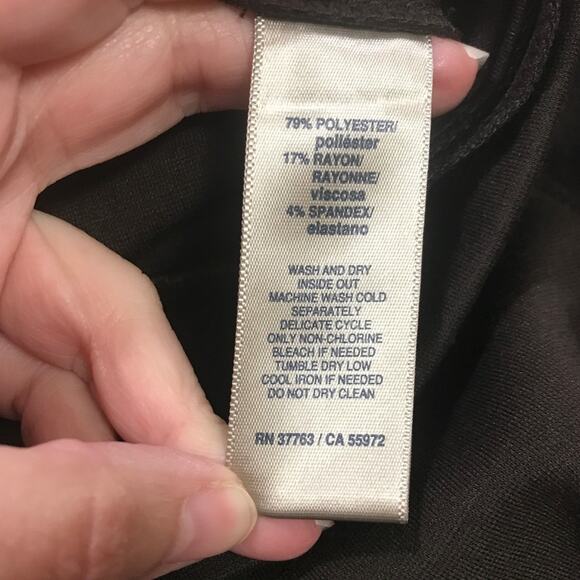 79% POLYESTER/
poliéster
17% RAYON/
RAYONNE/
viscosa
4% SPANDEX/
elastano
WASH AND DRY
INSIDE OUT
MACHINE WASH COLD
SEPARATELY
DELICATE CYCLE
ONLY NON-CHLORINE
BLEACH IF NEEDED
TUMBLE DRY LOW
COOL IRON IF NEEDED
DO NOT DRY CLEAN
RN 37763 / CA 55972